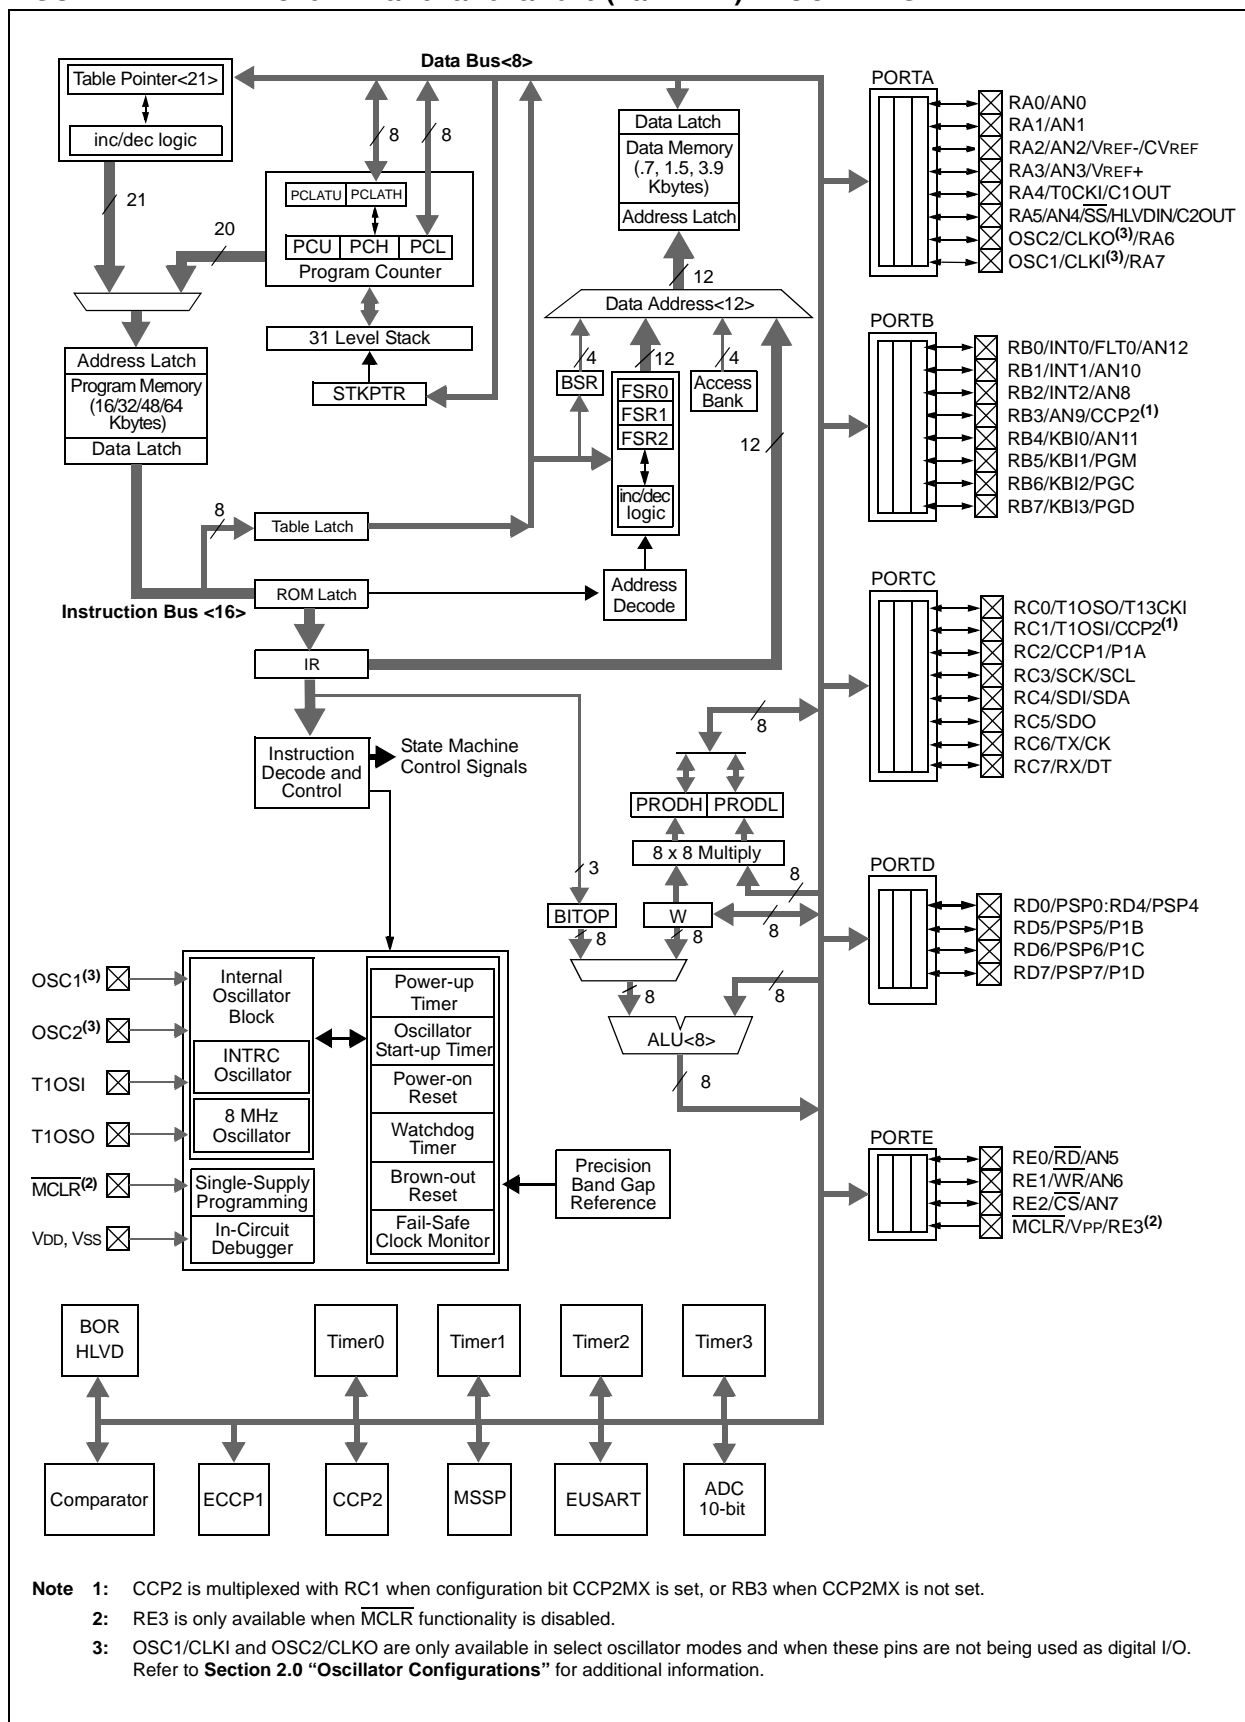 Data Bus<8>
Table Pointer<21>
inc/dec logic
21
20
8
8
PCLATU PCLATH
PCU PCH PCL
Program Counter
31 Level Stack
STKPTR
Data Latch
Data Memory
(.7, 1.5, 3.9
Kbytes)
Address Latch
12
Data Address<12>
4
12
4
BSR
FSR0
FSR1
FSR2
inc/dec
logic
Access
Bank
12
Address Latch
Program Memory
(16/32/48/64
Kbytes)
Data Latch
8
Table Latch
ROM Latch
Instruction Bus <16>
Address
Decode
IR
Instruction
Decode and
Control
State Machine
Control Signals
8
PRODH PRODL
8 x 8 Multiply
3
8
BITOP
W
8
8
8
8
8
ALU<8>
8
PORTA
RA0/AN0
RA1/AN1
RA2/AN2/VREF-/CVREF
RA3/AN3/VREF+
RA4/T0CKI/C1OUT
RA5/AN4/SS/HLVDIN/C2OUT
OSC2/CLKO(3)/RA6
OSC1/CLKI(3)/RA7
PORTB
RB0/INT0/FLT0/AN12
RB1/INT1/AN10
RB2/INT2/AN8
RB3/AN9/CCP2(1)
RB4/KBI0/AN11
RB5/KBI1/PGM
RB6/KBI2/PGC
RB7/KBI3/PGD
PORTC
RC0/T1OSO/T13CKI
RC1/T1OSI/CCP2(1)
RC2/CCP1/P1A
RC3/SCK/SCL
RC4/SDI/SDA
RC5/SDO
RC6/TX/CK
RC7/RX/DT
PORTD
RD0/PSP0:RD4/PSP4
RD5/PSP5/P1B
RD6/PSP6/P1C
RD7/PSP7/P1D
PORTE
RE0/RD/AN5
RE1/WR/AN6
RE2/CS/AN7
MCLR/VPP/RE3(2)
OSC1(3)
OSC2(3)
T1OSI
T1OSO
MCLR(2)
VDD, VSS
Internal
Oscillator
Block
INTRC
Oscillator
8 MHz
Oscillator
Single-Supply
Programming
In-Circuit
Debugger
Power-up
Timer
Oscillator
Start-up Timer
Power-on
Reset
Watchdog
Timer
Brown-out
Reset
Fail-Safe
Clock Monitor
Precision
Band Gap
Reference
BOR
HLVD
Timer0
Timer1
Timer2
Timer3
Comparator
ECCP1
CCP2
MSSP
EUSART
ADC
10-bit
Note 1: CCP2 is multiplexed with RC1 when configuration bit CCP2MX is set, or RB3 when CCP2MX is not set.
2: RE3 is only available when MCLR functionality is disabled.
3: OSC1/CLKI and OSC2/CLKO are only available in select oscillator modes and when these pins are not being used as digital I/O.
Refer to Section 2.0 “Oscillator Configurations” for additional information.